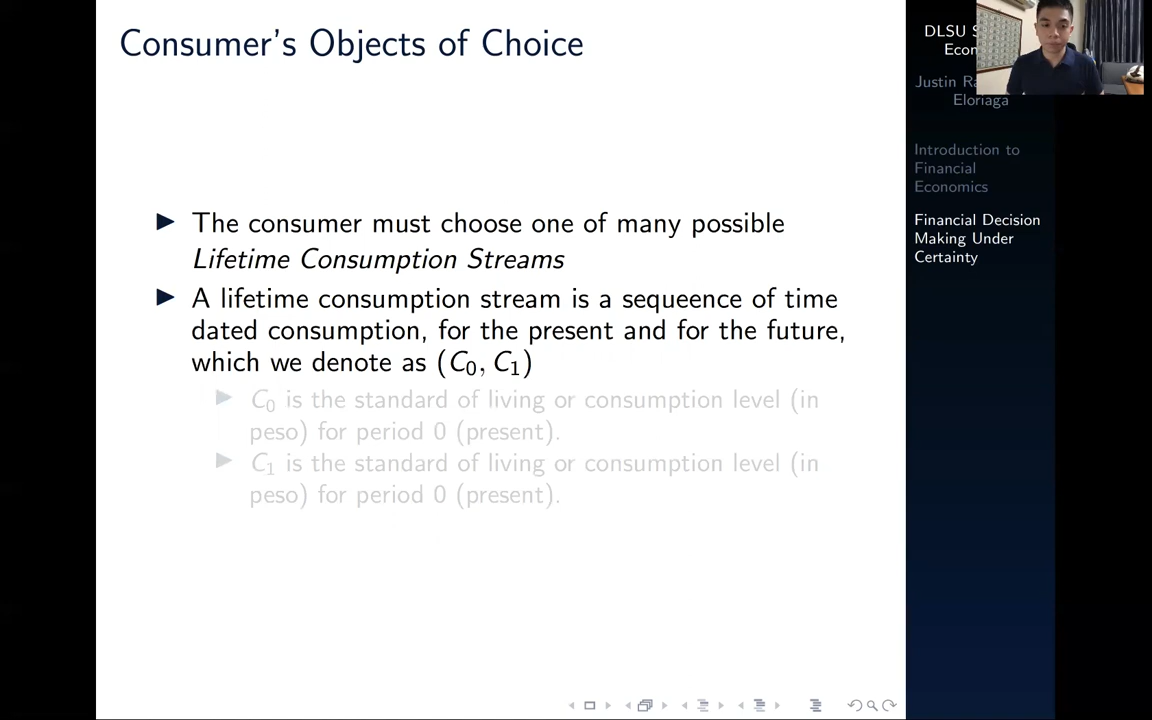 Consumer's Objects of Choice
The consumer must choose one of many possible
Lifetime Consumption Streams
A lifetime consumption stream is a sequeence of time
dated consumption, for the present and for the future,
which we denote as (C₀, C₁)
C₀ is the standard of living or consumption level (in
peso) for period 0 (present).
C₁ is the standard of living or consumption level (in
peso) for period 0 (present).
DLSU
Econ
Justin
Eloriaga
Introduction to
Financial
Economics
Financial Decision
Making Under
Certainty